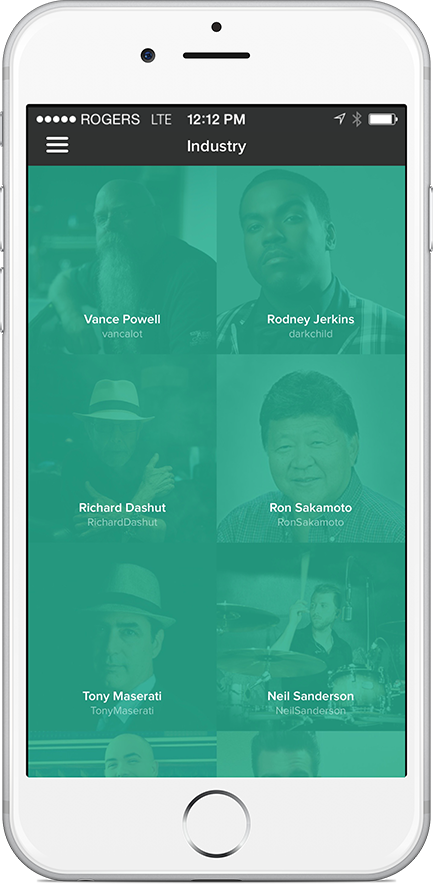 ROGERS LTE 12:12 PM
Industry
Vance Powell
vancalot
Rodney Jerkins
darkchild
Richard Dashut
RichardDashut
Ron Sakamoto
RonSakamoto
Tony Maserati
TonyMaserati
Neil Sanderson
NeilSanderson